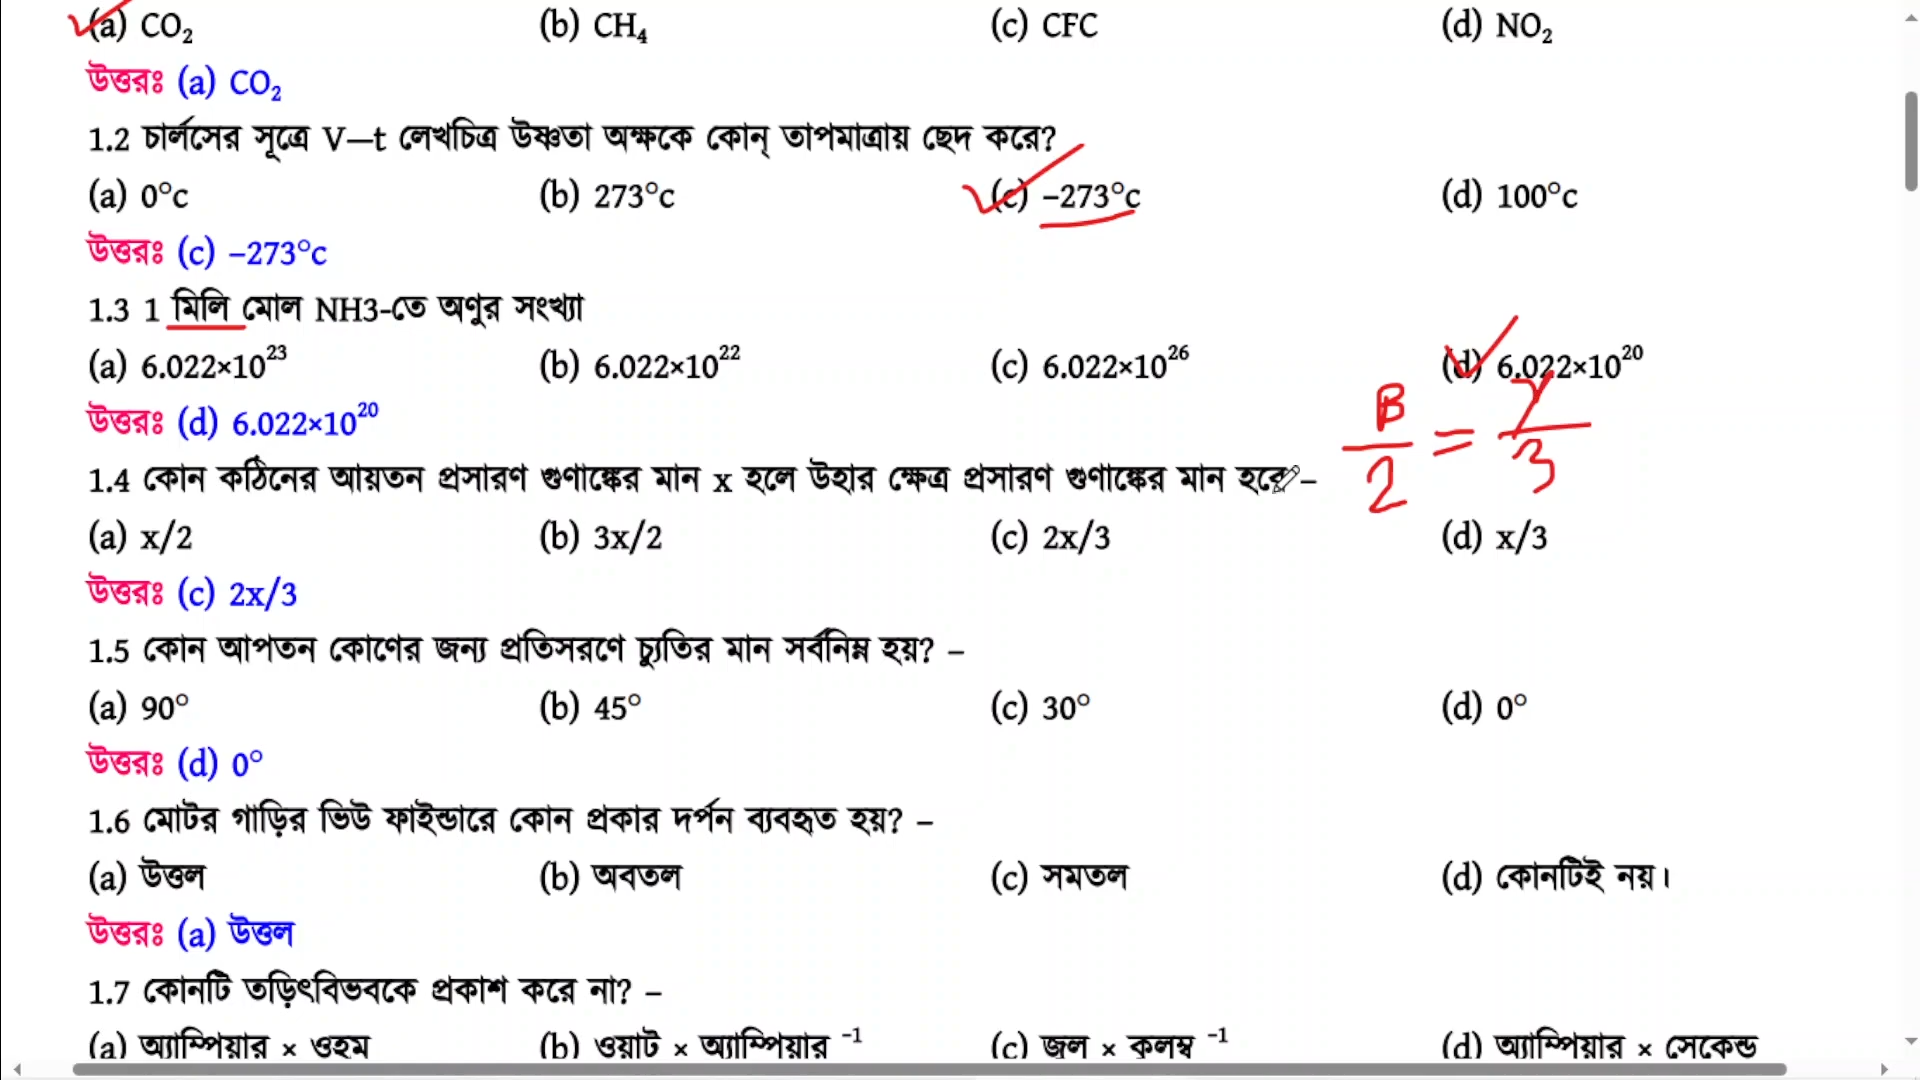 (a) CO₂ (b) CH₄ (c) CFC (d) NO₂
উত্তরঃ (a) CO₂
1.2 চার্লসের সূত্রে V–t লেখচিত্র উষ্ণতা অক্ষকে কোন্ তাপমাত্রায় ছেদ করে?
(a) 0°c (b) 273°c (c) –273°c (d) 100°c
উত্তরঃ (c) –273°c
1.3 1 মিলি মোল NH3-তে অণুর সংখ্যা
(a) 6.022×10²³ (b) 6.022×10²² (c) 6.022×10²⁶ (d) 6.022×10²⁰
উত্তরঃ (d) 6.022×10²⁰
β/2 = γ/3
1.4 কোন কঠিনের আয়তন প্রসারণ গুণাঙ্কের মান x হলে উহার ক্ষেত্র প্রসারণ গুণাঙ্কের মান হবে –
(a) x/2 (b) 3x/2 (c) 2x/3 (d) x/3
উত্তরঃ (c) 2x/3
1.5 কোন আপতন কোণের জন্য প্রতিসরণে চ্যুতির মান সর্বনিম্ন হয়? –
(a) 90° (b) 45° (c) 30° (d) 0°
উত্তরঃ (d) 0°
1.6 মোটর গাড়ির ভিউ ফাইন্ডারে কোন প্রকার দর্পন ব্যবহৃত হয়? –
(a) উত্তল (b) অবতল (c) সমতল (d) কোনটিই নয়।
উত্তরঃ (a) উত্তল
1.7 কোনটি তড়িৎবিভবকে প্রকাশ করে না? –
(a) অ্যাম্পিয়ার × ওহম (b) ওয়াট × অ্যাম্পিয়ার ⁻¹ (c) জুল × কুলম্ব ⁻¹ (d) অ্যাম্পিয়ার × সেকেন্ড